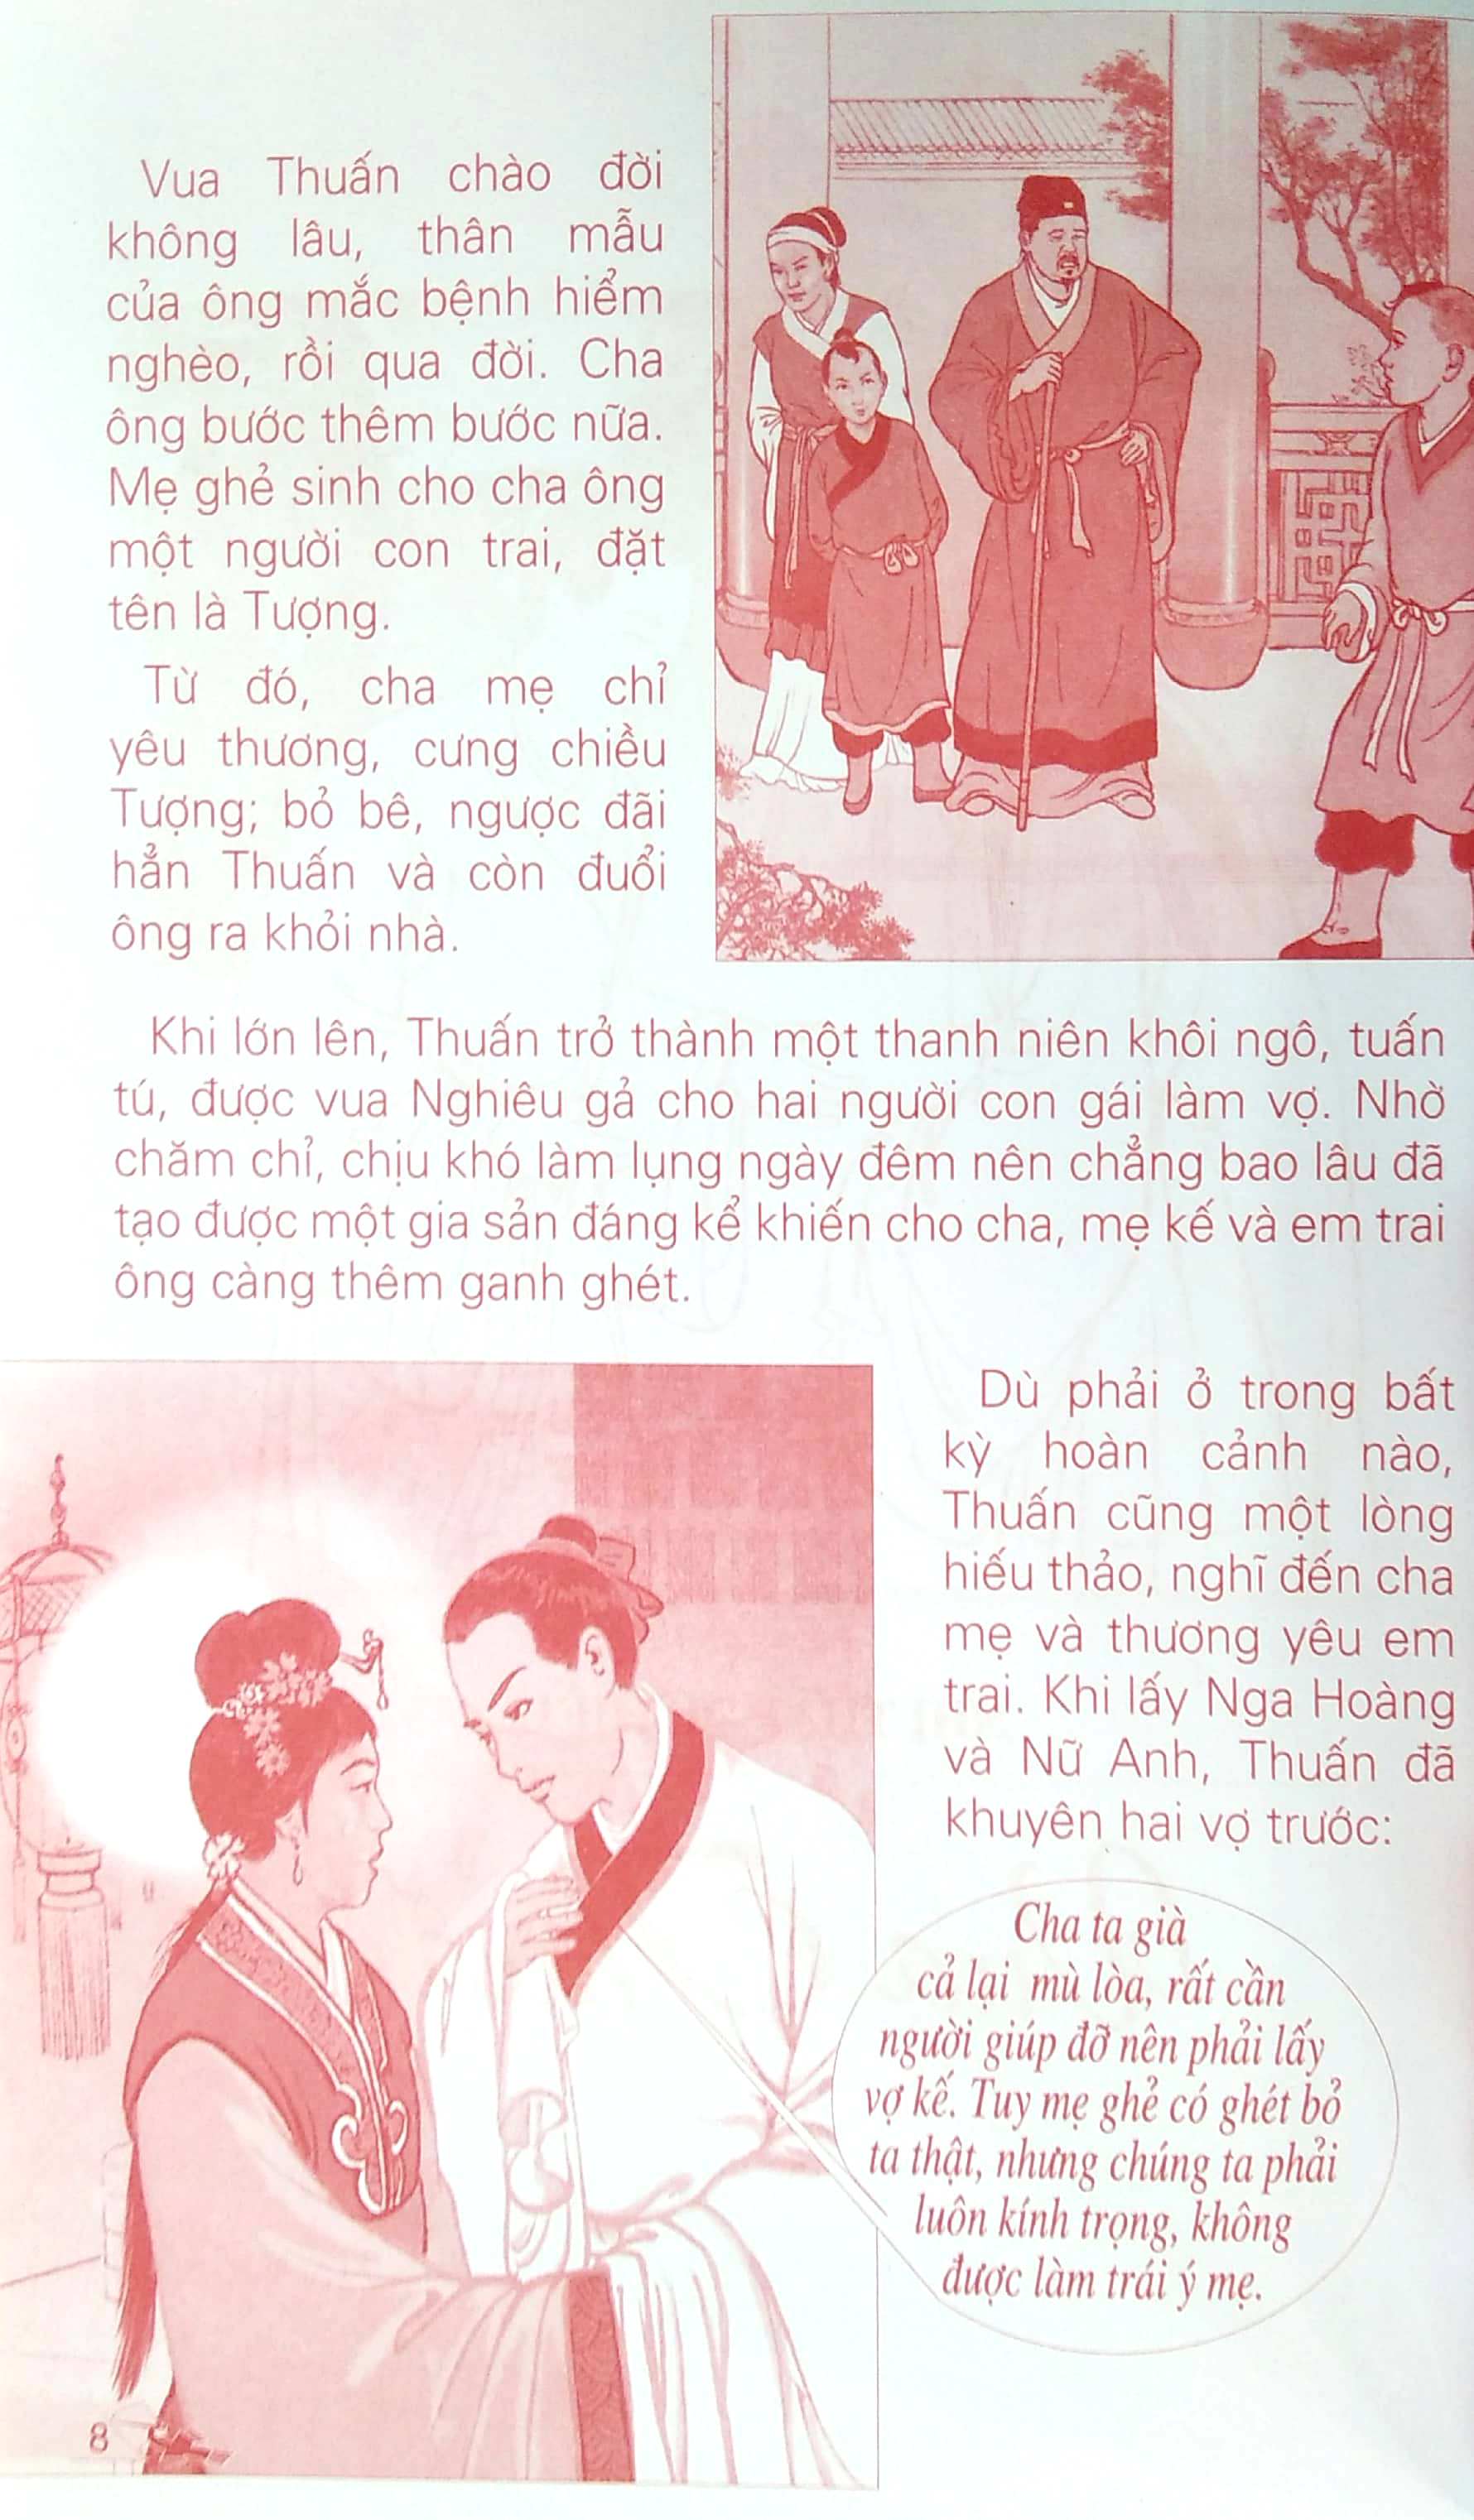 Vua Thuấn chào đời
không lâu, thân mẫu
của ông mắc bệnh hiểm
nghèo, rồi qua đời. Cha
ông bước thêm bước nữa.
Mẹ ghẻ sinh cho cha ông
một người con trai, đặt
tên là Tượng.
Từ đó, cha mẹ chỉ
yêu thương, cưng chiều
Tượng; bỏ bê, ngược đãi
hẳn Thuấn và còn đuổi
ông ra khỏi nhà.
Khi lớn lên, Thuấn trở thành một thanh niên khôi ngô, tuấn
tú, được vua Nghiêu gả cho hai người con gái làm vợ. Nhờ
chăm chỉ, chịu khó làm lụng ngày đêm nên chẳng bao lâu đã
tạo được một gia sản đáng kể khiến cho cha, mẹ kế và em trai
ông càng thêm ganh ghét.
Dù phải ở trong bất
kỳ hoàn cảnh nào,
Thuấn cũng một lòng
hiếu thảo, nghĩ đến cha
mẹ và thương yêu em
trai. Khi lấy Nga Hoàng
và Nữ Anh, Thuấn đã
khuyên hai vợ trước:
Cha ta già
cả lại mù lòa, rất cần
người giúp đỡ nên phải lấy
vợ kế. Tuy mẹ ghẻ có ghét bỏ
ta thật, nhưng chúng ta phải
luôn kính trọng, không
được làm trái ý mẹ.
8